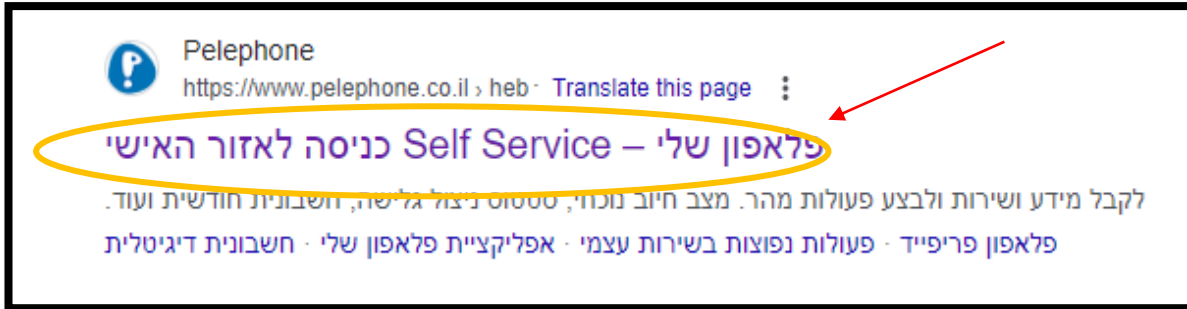 Pelephone
https://www.pelephone.co.il › heb · Translate this page
פלאפון שלי – Self Service כניסה לאזור האישי
לקבל מידע ושירות ולבצע פעולות מהר. מצב חיוב נוכחי, סטטוס ניצול גלישה, חשבונית חודשית ועוד.
פלאפון פריפייד · פעולות נפוצות בשירות עצמי · אפליקציית פלאפון שלי · חשבונית דיגיטלית